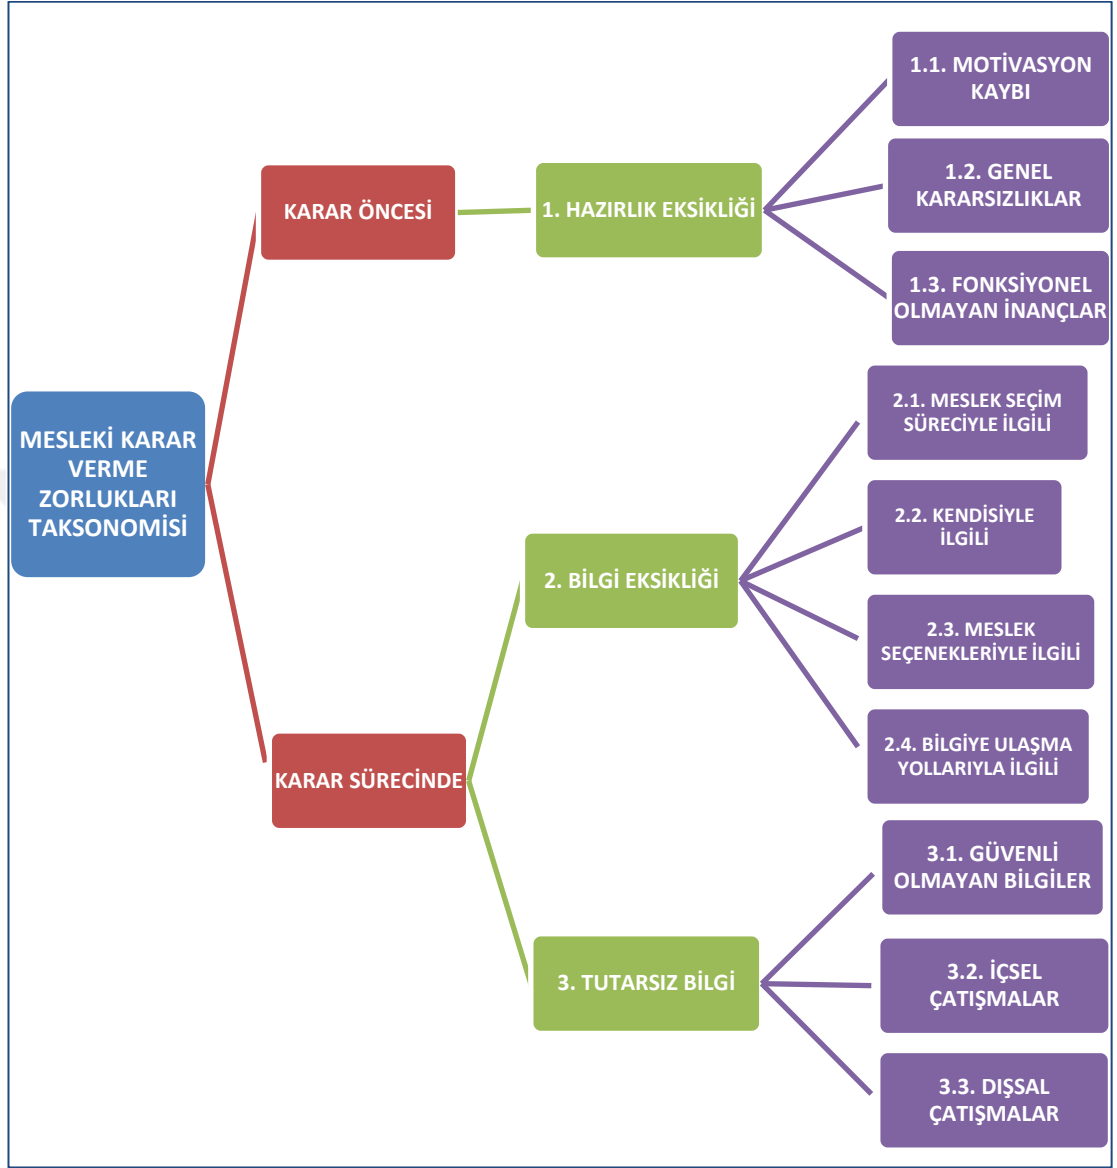 MESLEKİ KARAR
VERME
ZORLUKLARI
TAKSONOMİSİ
KARAR ÖNCESİ
1. HAZIRLIK EKSİKLİĞİ
1.1. MOTİVASYON
KAYBI
1.2. GENEL
KARARSIZLIKLAR
1.3. FONKSİYONEL
OLMAYAN İNANÇLAR
KARAR SÜRECİNDE
2. BİLGİ EKSİKLİĞİ
2.1. MESLEK SEÇİM
SÜRECİYLE İLGİLİ
2.2. KENDİSİYLE
İLGİLİ
2.3. MESLEK
SEÇENEKLERİYLE İLGİLİ
2.4. BİLGİYE ULAŞMA
YOLLARIYLA İLGİLİ
3. TUTARSIZ BİLGİ
3.1. GÜVENLİ
OLMAYAN BİLGİLER
3.2. İÇSEL
ÇATIŞMALAR
3.3. DIŞSAL
ÇATIŞMALAR